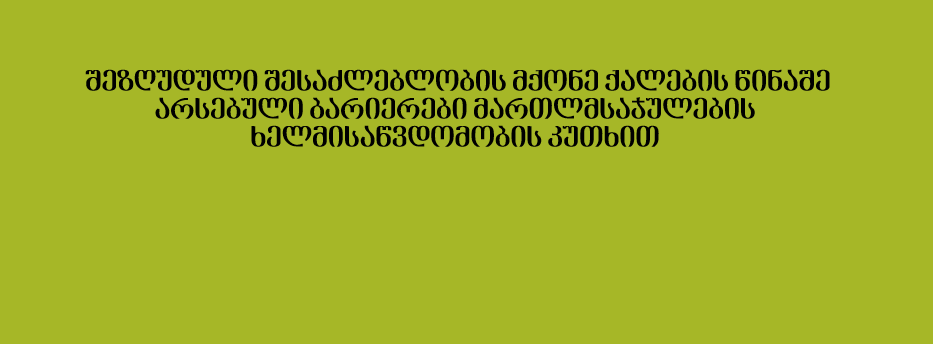 შეზღუდული შესაძლებლობის მქონე ქალების წინაშე
არსებული ბარიერები მართლმსაჯულების
ხელმისაწვდომობის კუთხით